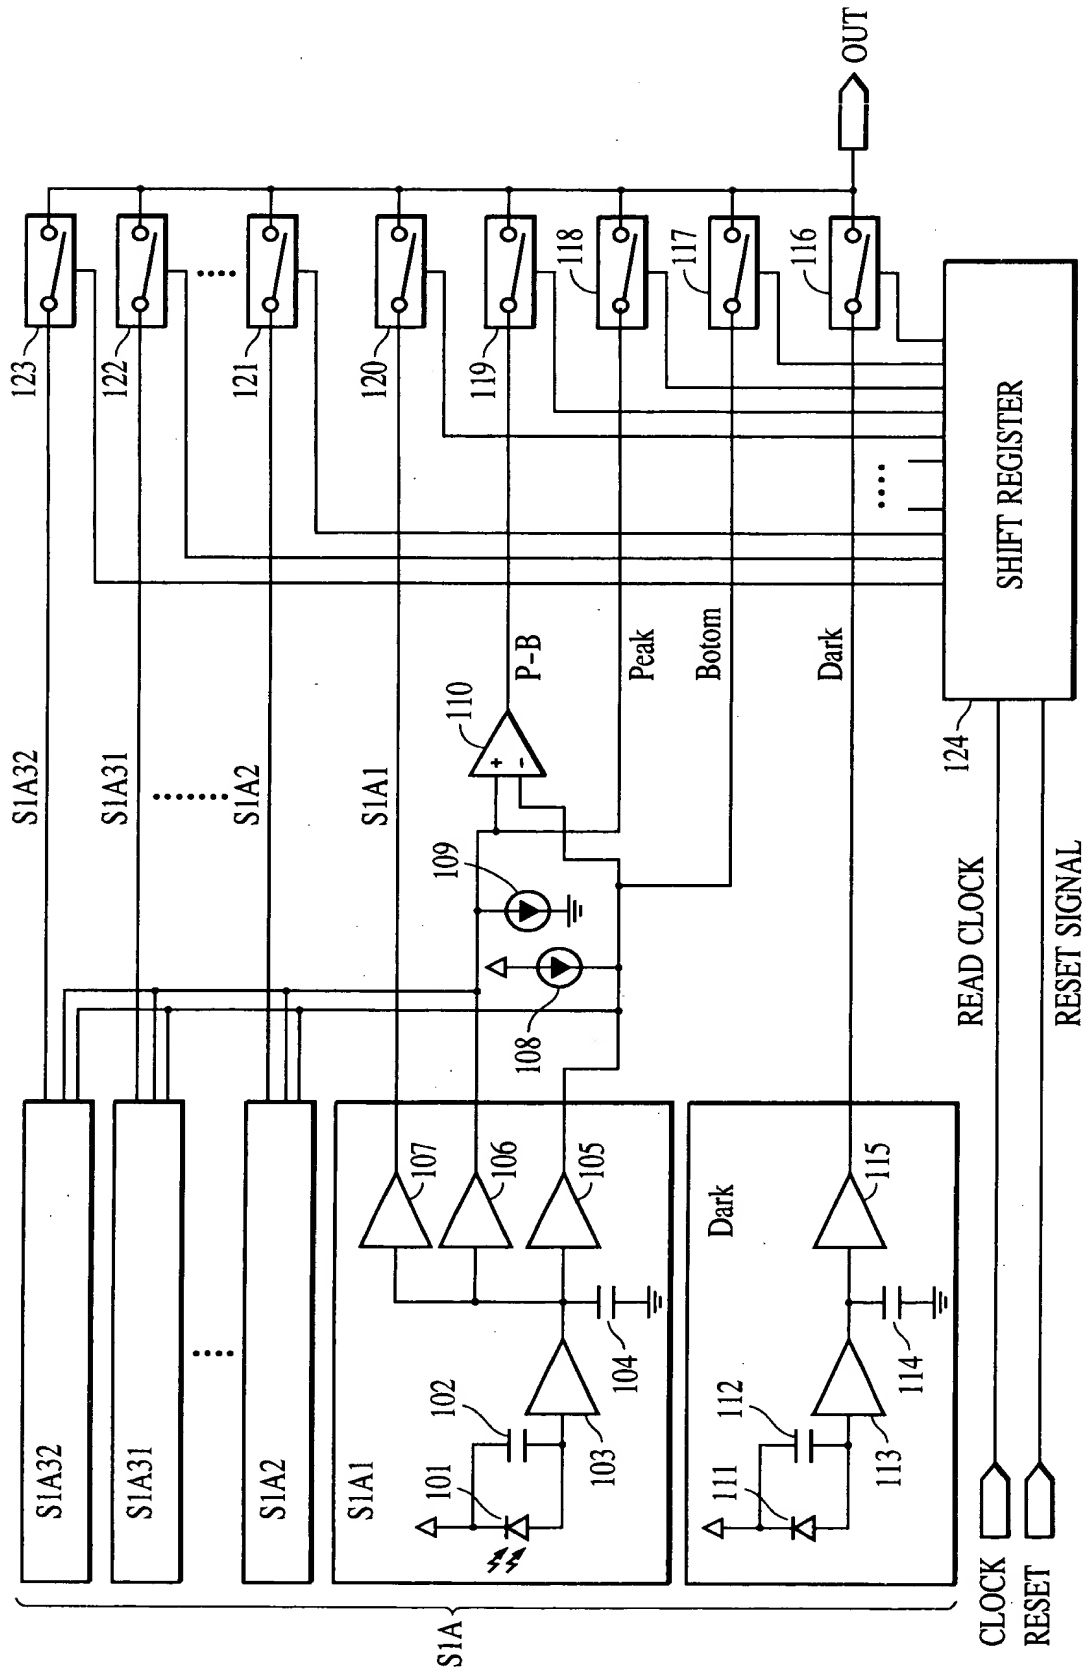 S1A32
123
S1A31
122
S1A2
121
S1A1
120
119
118
117
116
OUT
P-B
110
+
-
Peak
Botom
Dark
109
108
SHIFT REGISTER
124
READ CLOCK
RESET SIGNAL
S1A32
S1A31
S1A2
S1A1
107
106
105
104
103
102
101
Dark
115
114
113
112
111
S1A
CLOCK
RESET